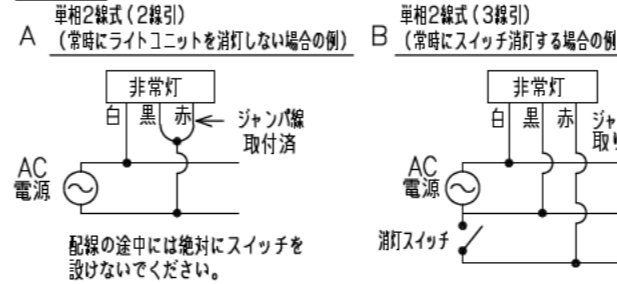 A 単相2線式(2線引)
(常時にライトユニットを消灯しない場合の例)
非常灯
白 黒 赤
ジャンパ線
取付済
AC
電源
配線の途中には絶対にスイッチを
設けないでください。
B 単相2線式(3線引)
(常時にスイッチ消灯する場合の例
非常灯
白 黒 赤
ジャ
取り
AC
電源
消灯スイッチ